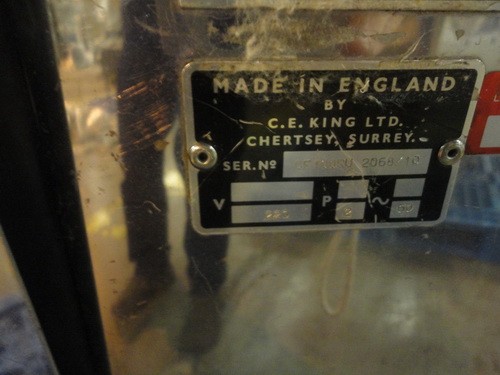 MADE IN ENGLAND
BY
C.E. KING LTD.
CHERTSEY, SURREY.
SER. Nº
V P ~